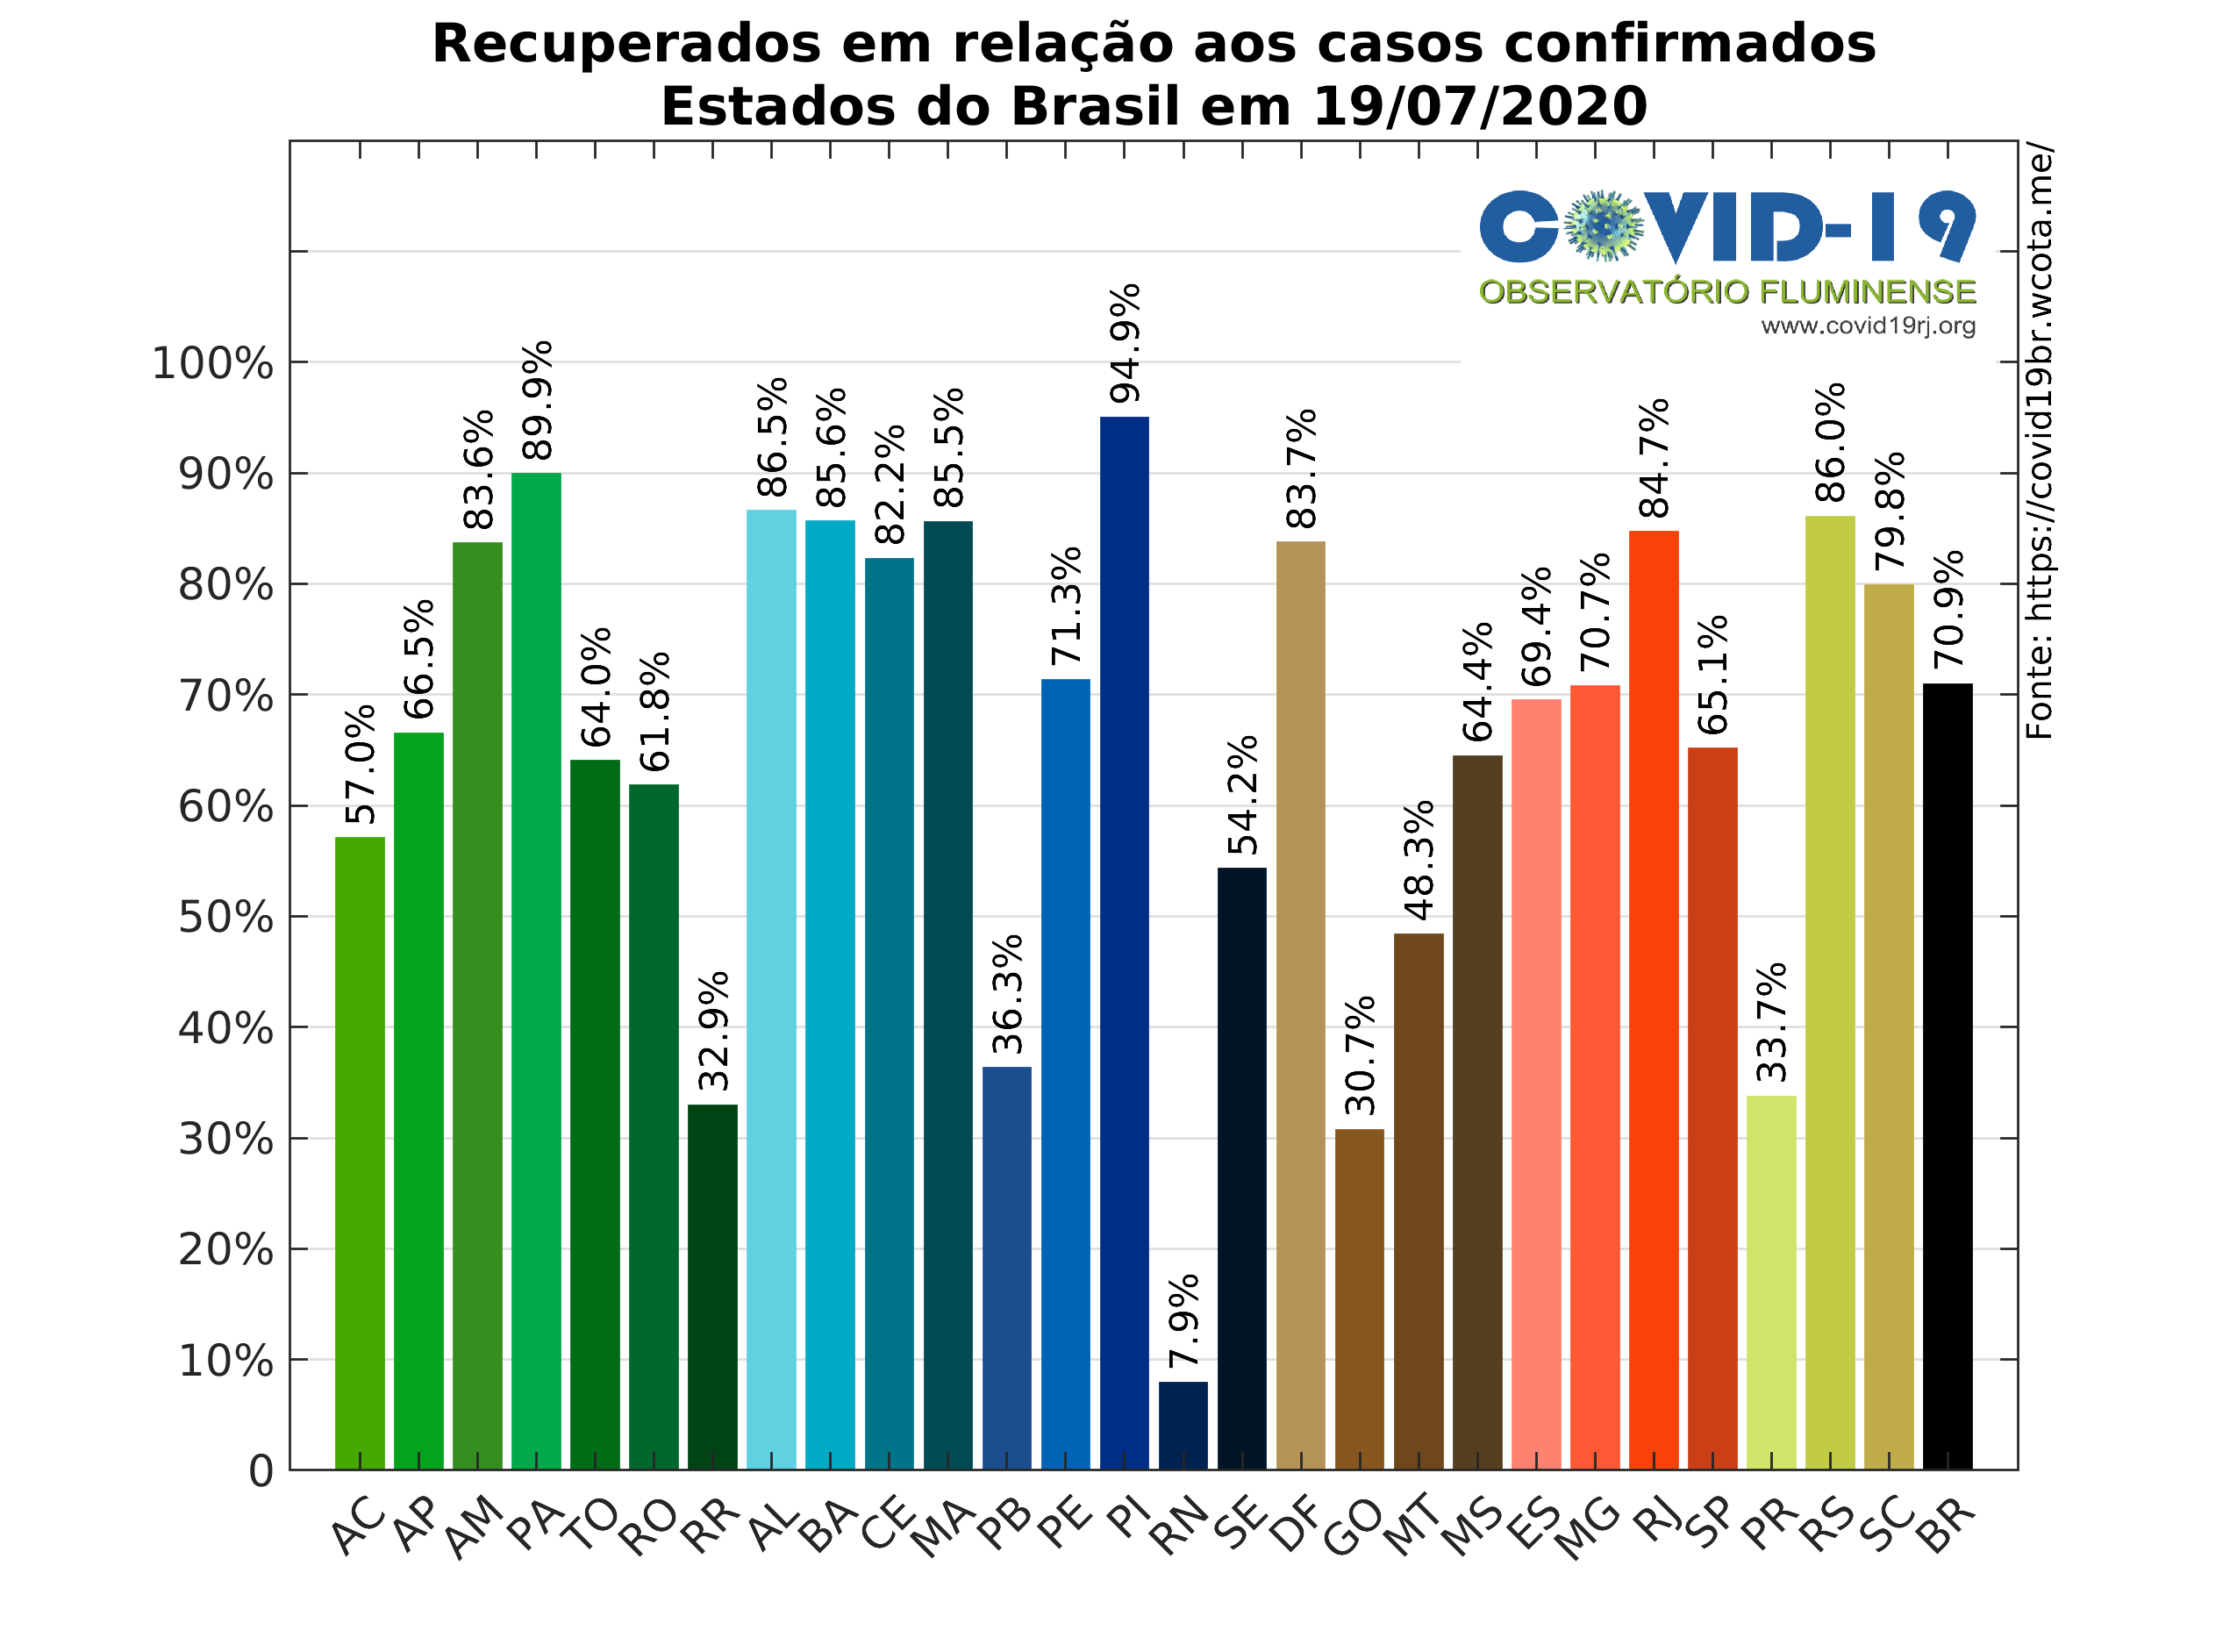 Recuperados em relação aos casos confirmados
Estados do Brasil em 19/07/2020
COVID-19
OBSERVATÓRIO FLUMINENSE
www.covid19rj.org
Fonte: https://covid19br.wcota.me/
100%
90%
80%
70%
60%
50%
40%
30%
20%
10%
0
57.0%
66.5%
83.6%
89.9%
64.0%
61.8%
32.9%
86.5%
85.6%
82.2%
85.5%
36.3%
71.3%
94.9%
7.9%
54.2%
83.7%
30.7%
48.3%
64.4%
69.4%
70.7%
84.7%
65.1%
33.7%
86.0%
79.8%
70.9%
AC
AP
AM
PA
TO
RO
RR
AL
BA
CE
MA
PB
PE
PI
RN
SE
DF
GO
MT
MS
ES
MG
RJ
SP
PR
RS
SC
BR